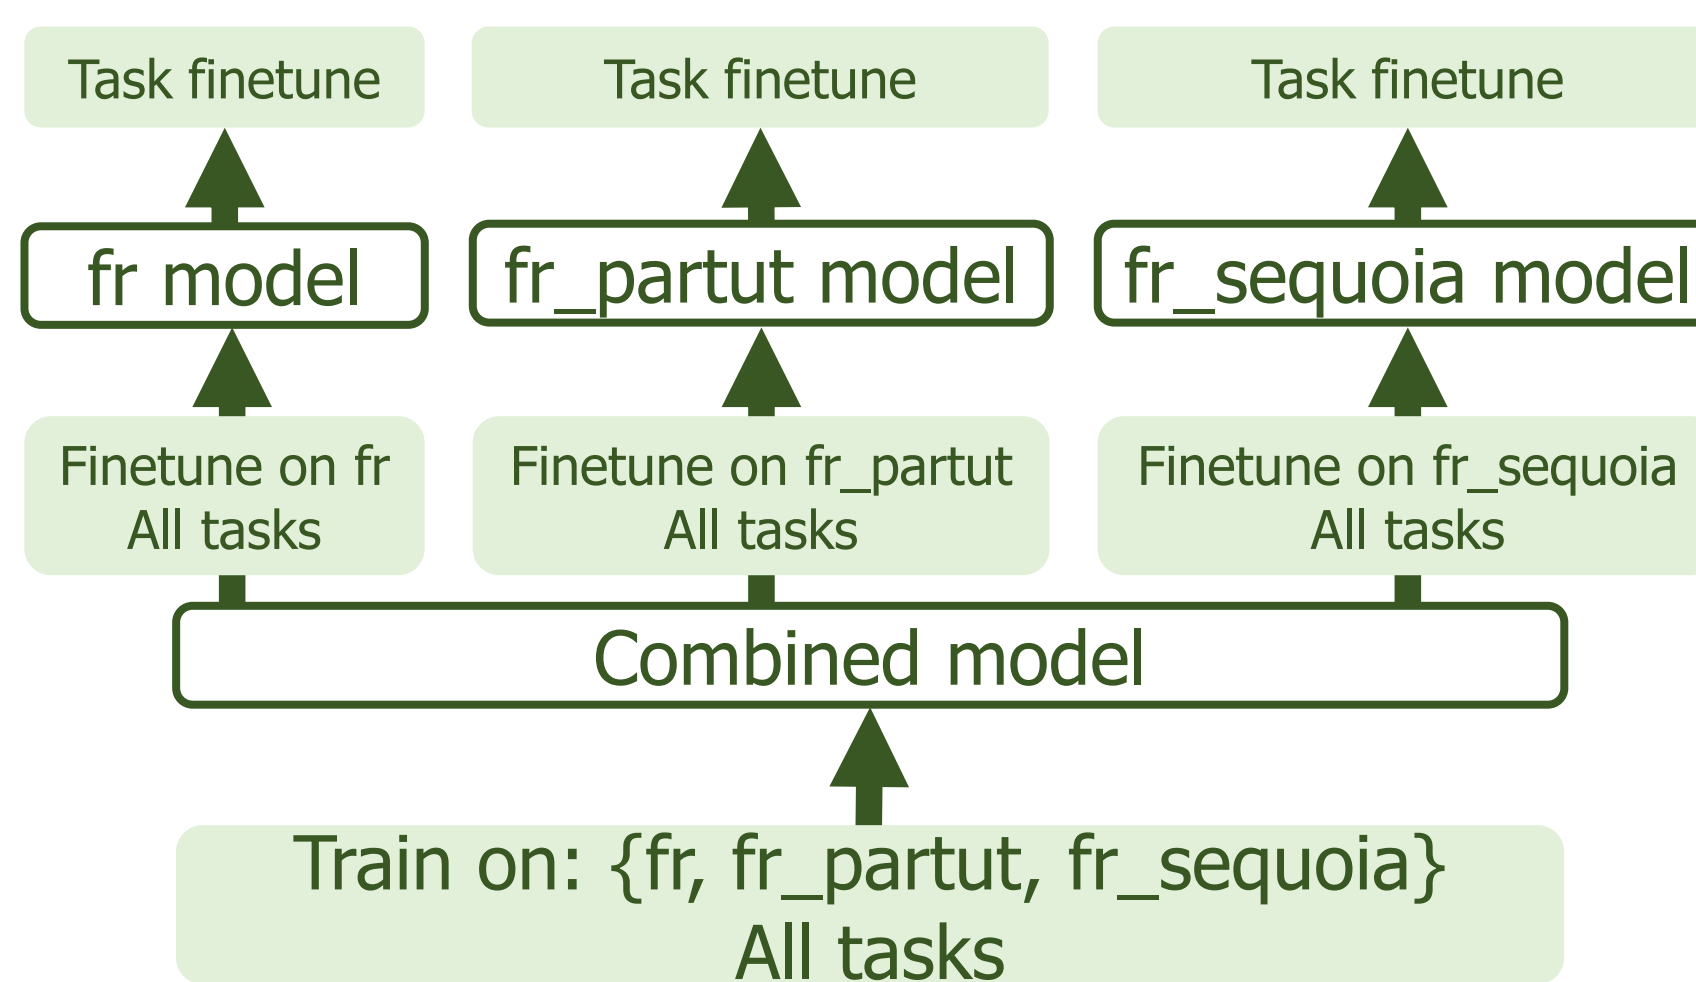 Task finetune
Task finetune
Task finetune
fr model
fr_partut model
fr_sequoia model
Finetune on fr
All tasks
Finetune on fr_partut
All tasks
Finetune on fr_sequoia
All tasks
Combined model
Train on: {fr, fr_partut, fr_sequoia}
All tasks